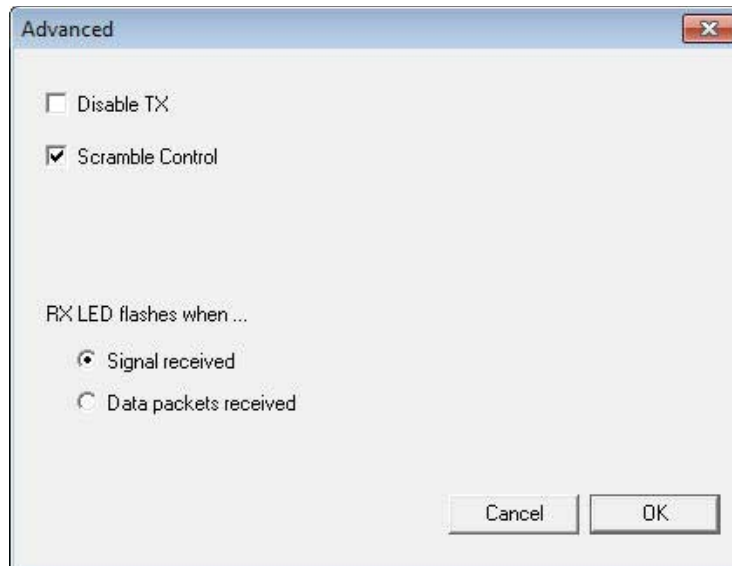 Advanced
Disable TX
Scramble Control
RX LED flashes when ...
Signal received
Data packets received
Cancel OK